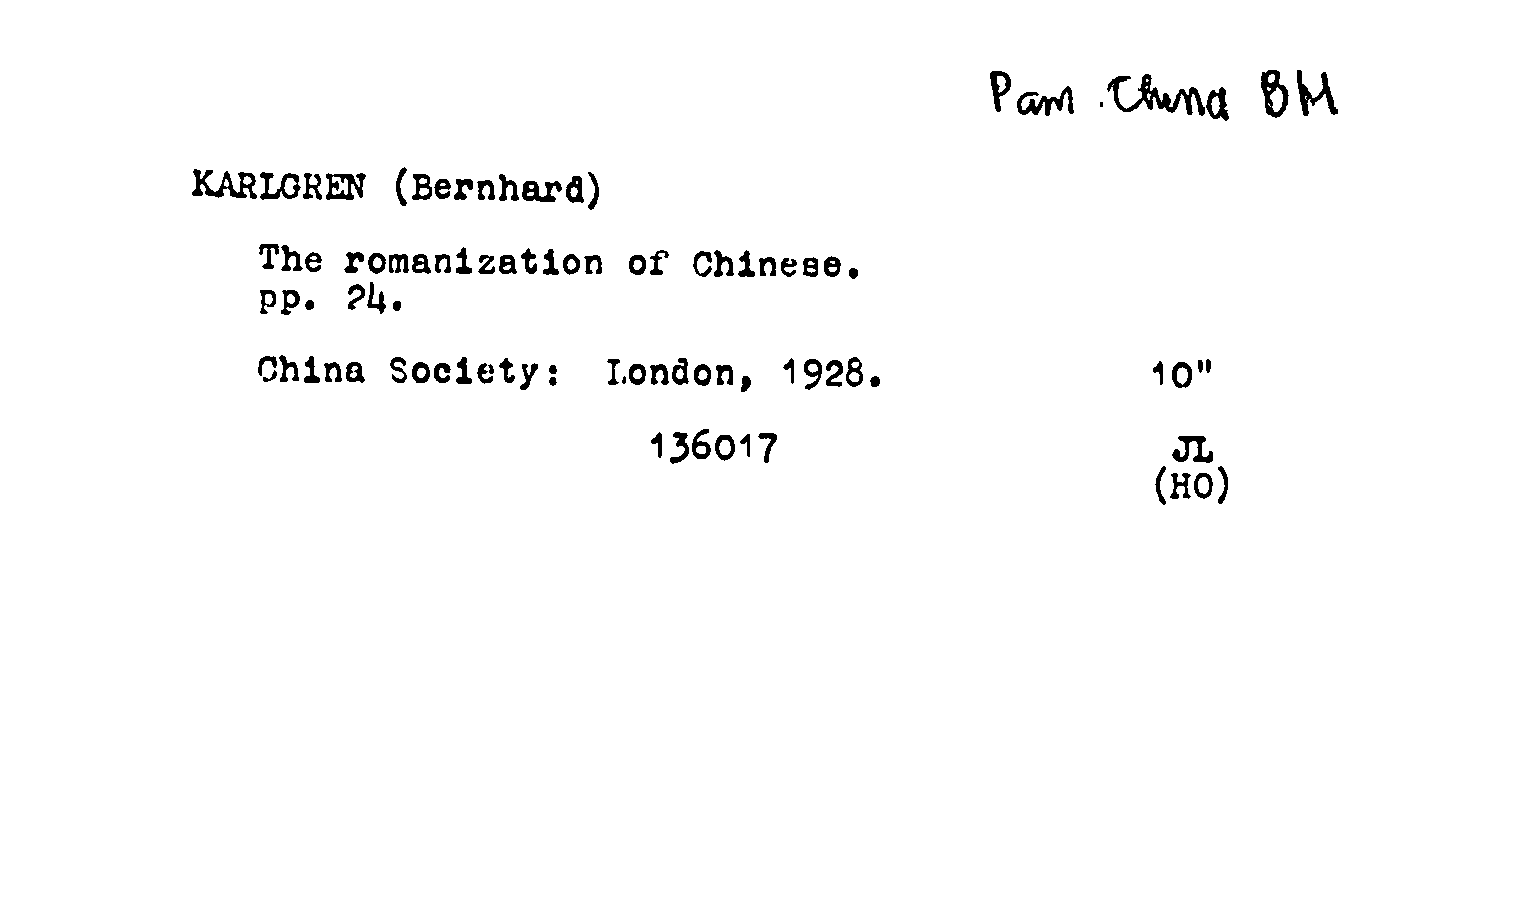 Pam. China BM
KARLGREN (Bernhard)
The romanization of Chinese.
pp. 24.
China Society: London, 1928. 10"
136017 JL
(HO)